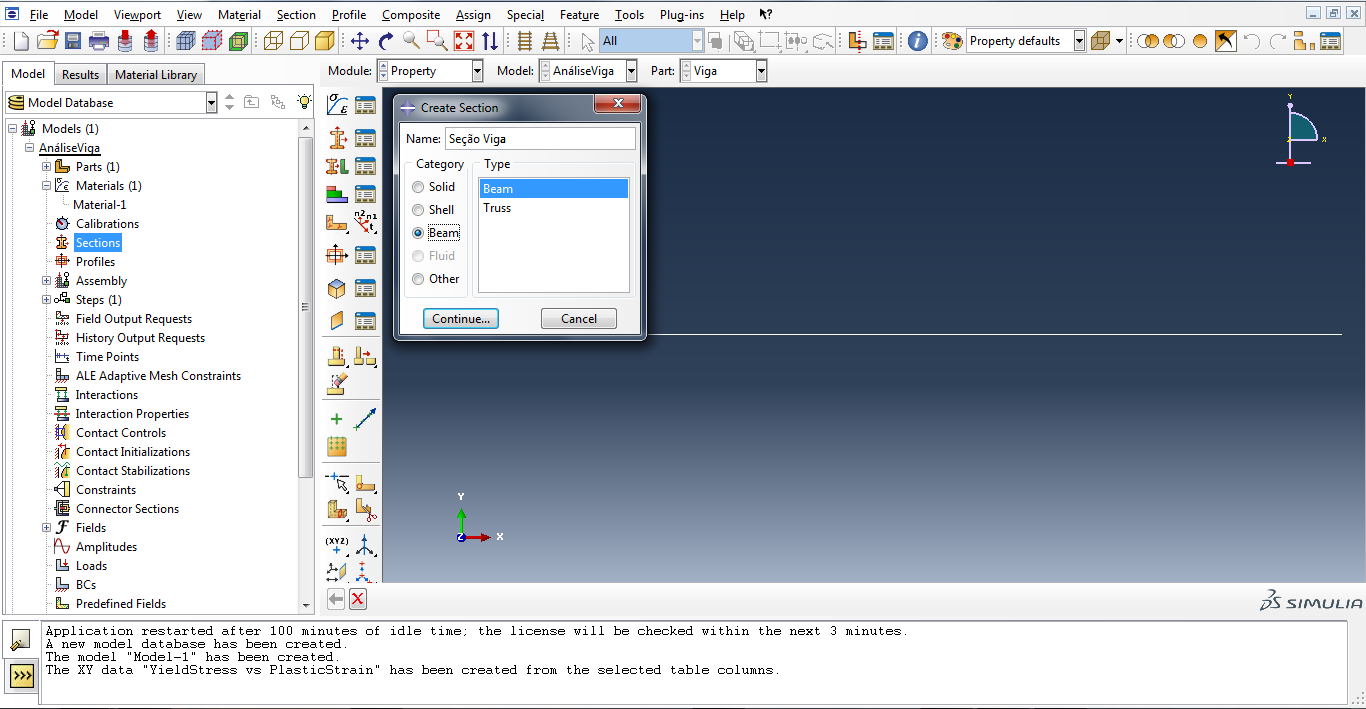 File Model Viewport View Material Section Profile Composite Assign Special Feature Tools Plug-ins Help
All Property defaults
Model Results Material Library Module: Property Model: AnáliseViga Part: Viga
Model Database
Models (1)
AnáliseViga
Parts (1)
Materials (1)
Material-1
Calibrations
Sections
Profiles
Assembly
Steps (1)
Field Output Requests
History Output Requests
Time Points
ALE Adaptive Mesh Constraints
Interactions
Interaction Properties
Contact Controls
Contact Initializations
Contact Stabilizations
Constraints
Connector Sections
Fields
Amplitudes
Loads
BCs
Predefined Fields
σ ε
n2 n1
t
(XYZ)
Create Section
Name: Seção Viga
Category Type
Solid
Shell
Beam
Fluid
Other
Beam
Truss
Continue... Cancel
Y
X
Y
Z X
SIMULIA
Application restarted after 100 minutes of idle time; the license will be checked within the next 3 minutes.
A new model database has been created.
The model "Model-1" has been created.
The XY data "YieldStress vs PlasticStrain" has been created from the selected table columns.
>>>